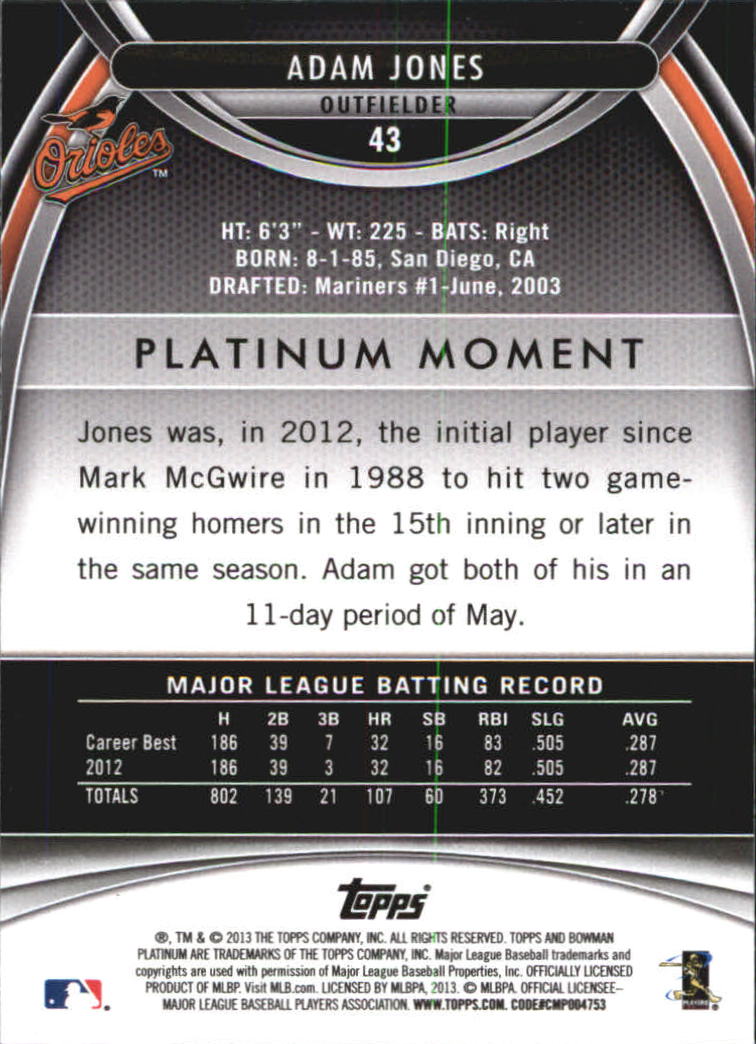 ADAM JONES
OUTFIELDER
43
Orioles™
HT: 6'3" - WT: 225 - BATS: Right
BORN: 8-1-85, San Diego, CA
DRAFTED: Mariners #1-June, 2003
PLATINUM MOMENT
Jones was, in 2012, the initial player since
Mark McGwire in 1988 to hit two game-
winning homers in the 15th inning or later in
the same season. Adam got both of his in an
11-day period of May.
MAJOR LEAGUE BATTING RECORD
H 2B 3B HR SB RBI SLG AVG
Career Best 186 39 7 32 16 83 .505 .287
2012 186 39 3 32 16 82 .505 .287
TOTALS 802 139 21 107 60 373 .452 .278
topps®
®, TM & © 2013 THE TOPPS COMPANY, INC. ALL RIGHTS RESERVED. TOPPS AND BOWMAN
PLATINUM ARE TRADEMARKS OF THE TOPPS COMPANY, INC. Major League Baseball trademarks and
copyrights are used with permission of Major League Baseball Properties, Inc. OFFICIALLY LICENSED
PRODUCT OF MLBP. Visit MLB.com. LICENSED BY MLBPA, 2013. © MLBPA. OFFICIAL LICENSEE–
MAJOR LEAGUE BASEBALL PLAYERS ASSOCIATION. WWW.TOPPS.COM. CODE#CMP004753
PLAYERS